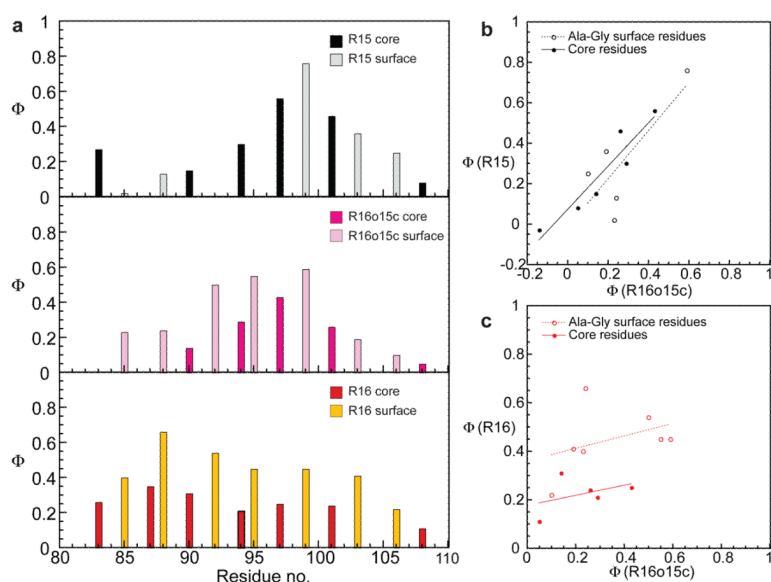 a
1
0.8
0.6
0.4
0.2
0
Φ
R15 core
R15 surface
0.8
0.6
0.4
0.2
0
Φ
R16o15c core
R16o15c surface
0.8
0.6
0.4
0.2
0
Φ
R16 core
R16 surface
80 85 90 95 100 105 110
Residue no.
b
1
0.8
0.6
0.4
0.2
0
-0.2
Φ (R15)
Ala-Gly surface residues
Core residues
-0.2 0 0.2 0.4 0.6 0.8 1
Φ (R16o15c)
c
1
0.8
0.6
0.4
0.2
0
Φ (R16)
Ala-Gly surface residues
Core residues
0 0.2 0.4 0.6 0.8 1
Φ (R16o15c)